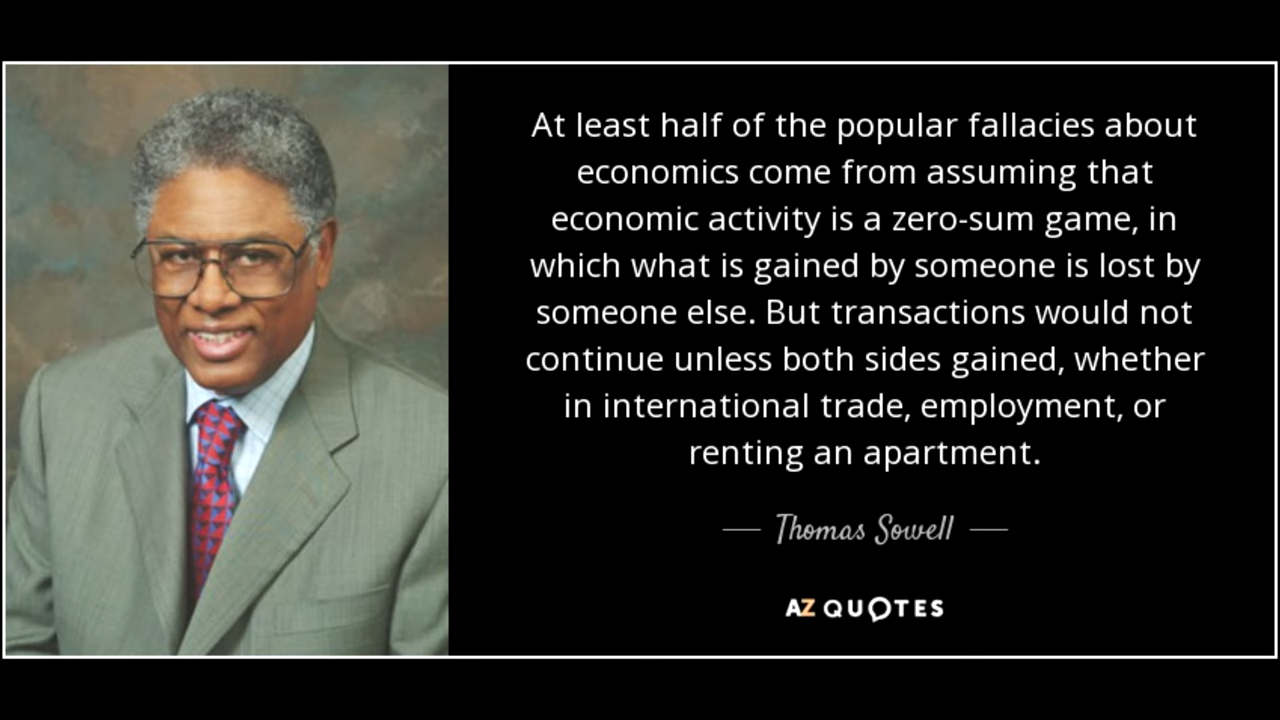 At least half of the popular fallacies about
economics come from assuming that
economic activity is a zero-sum game, in
which what is gained by someone is lost by
someone else. But transactions would not
continue unless both sides gained, whether
in international trade, employment, or
renting an apartment.
Thomas Sowell
AZ QUOTES